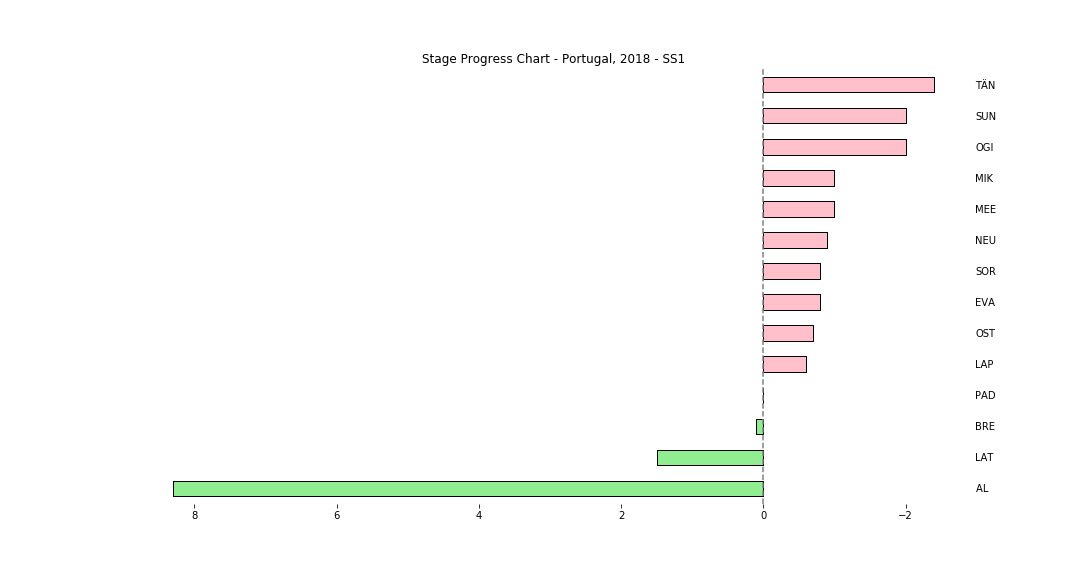 Stage Progress Chart - Portugal, 2018 - SS1
TÄN
SUN
OGI
MIK
MEE
NEU
SOR
EVA
OST
LAP
PAD
BRE
LAT
AL
8 6 4 2 0 −2